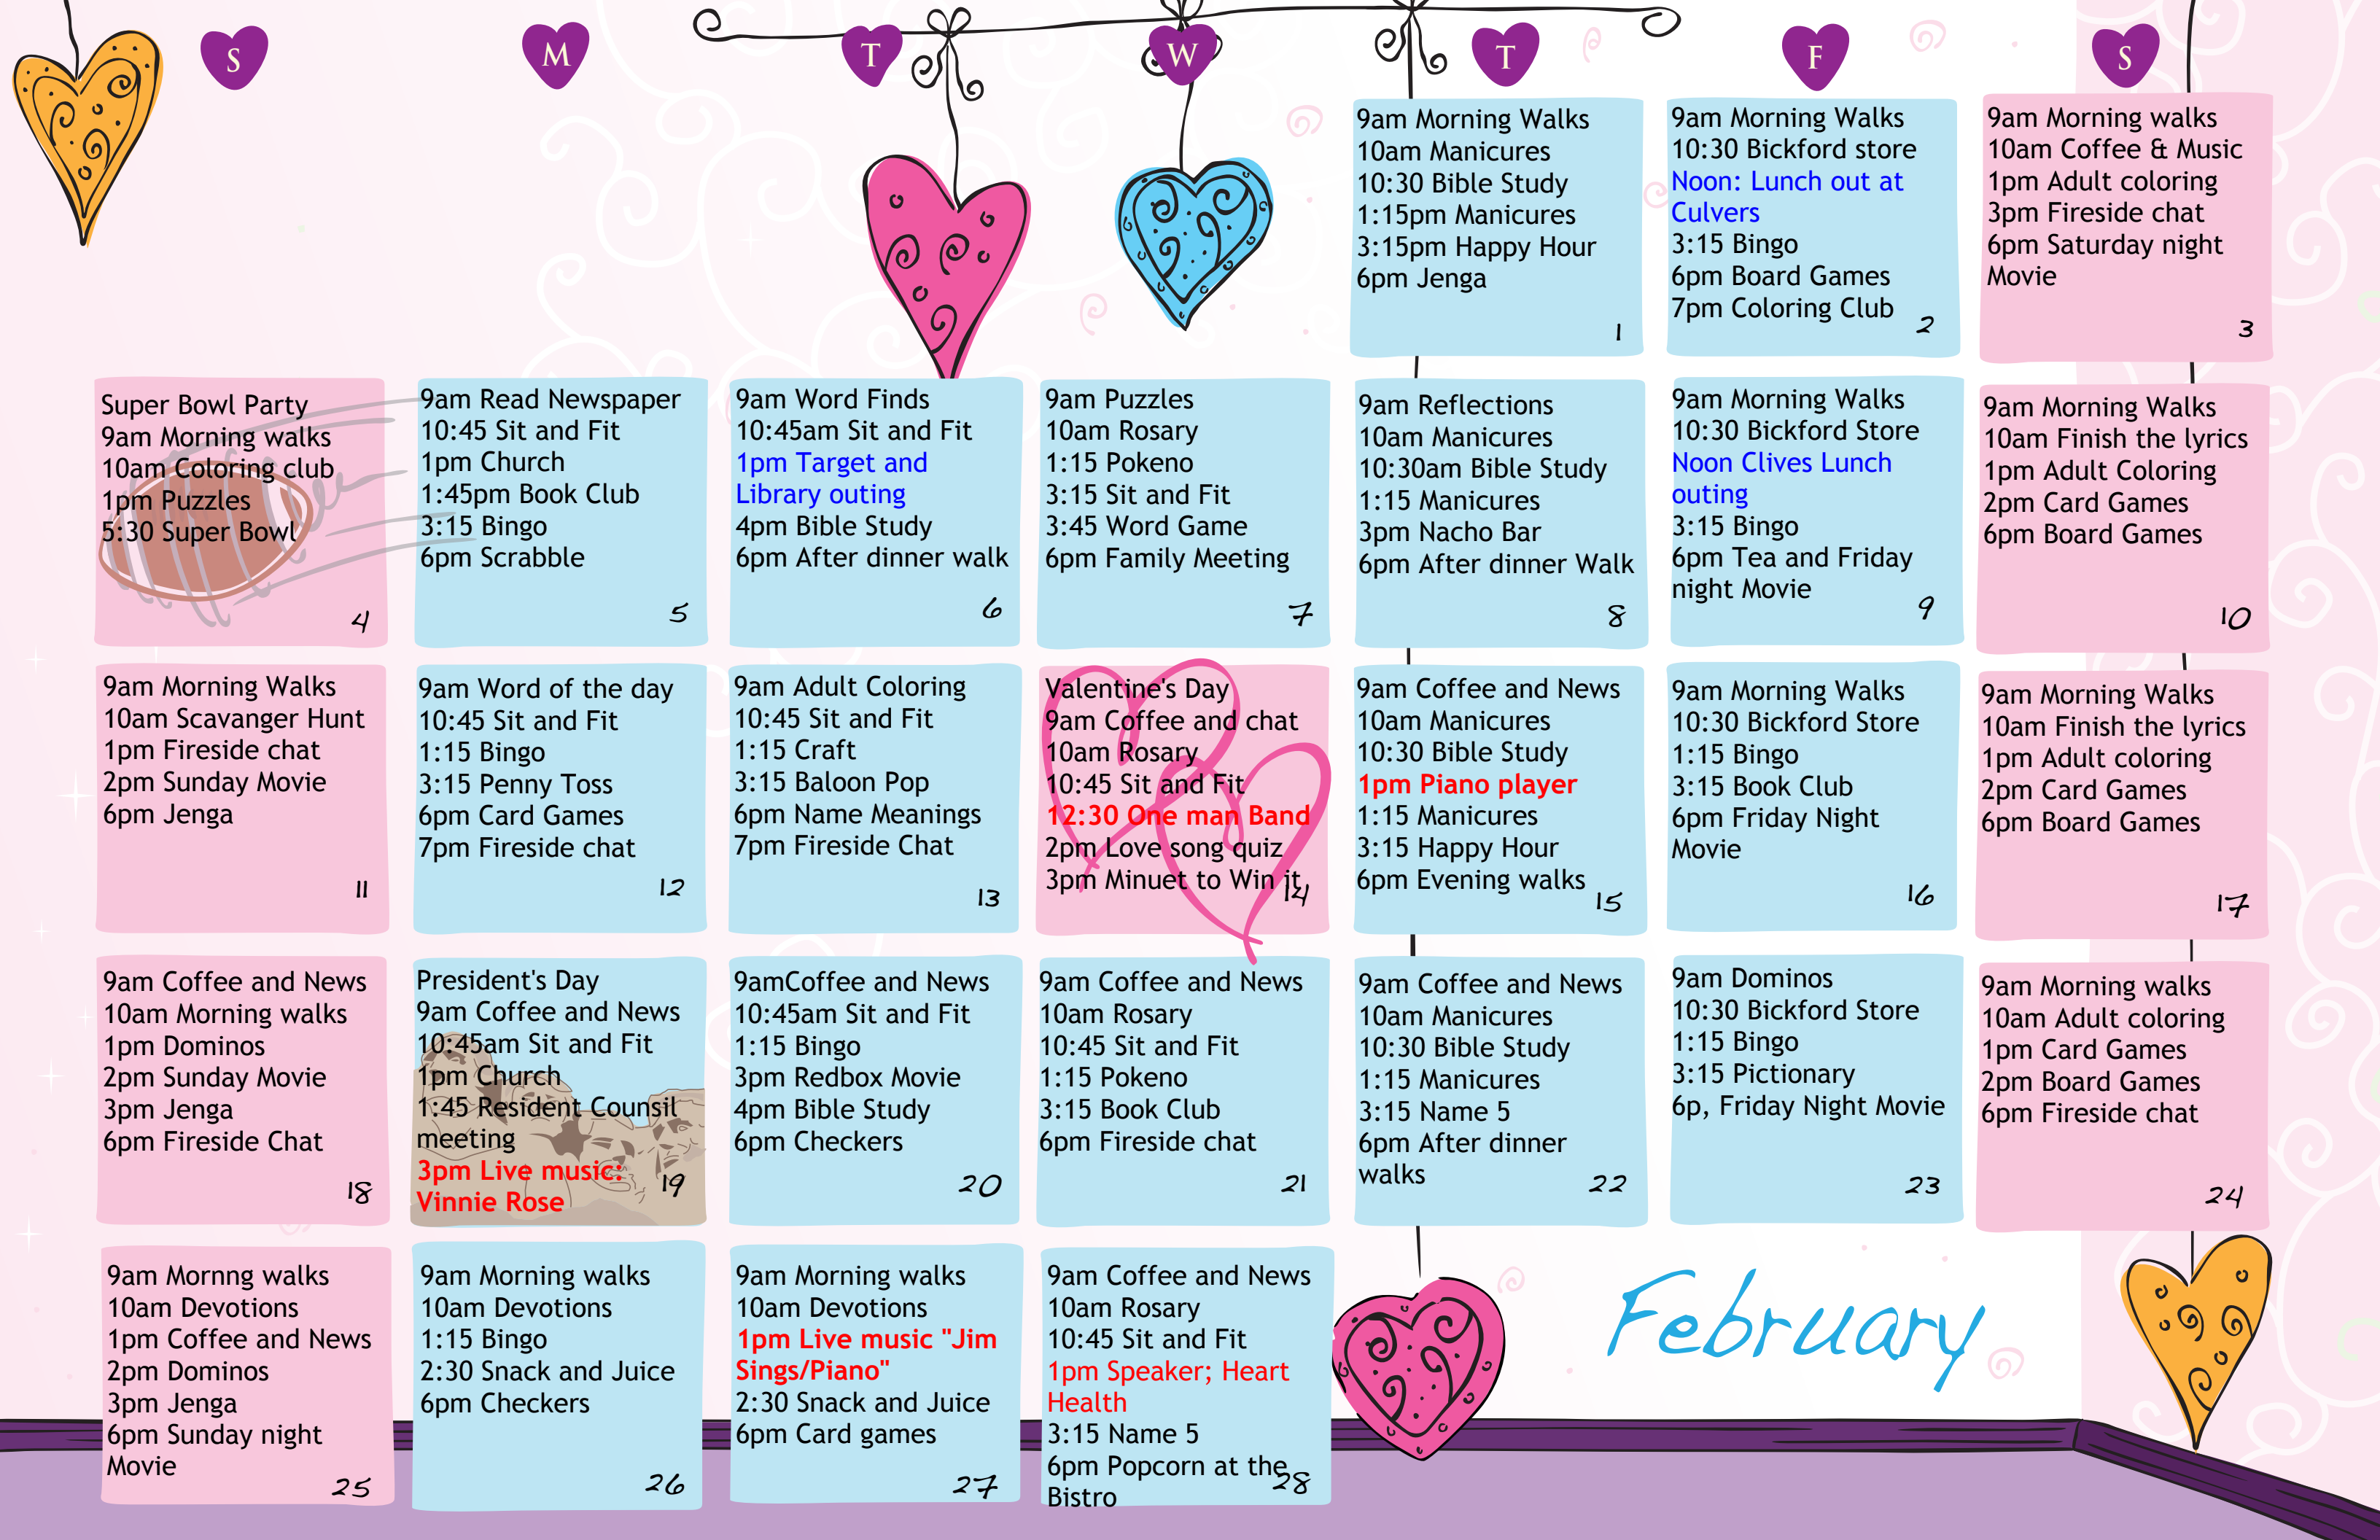 S
M
T
W
T
F
S
9am Morning Walks
10am Manicures
10:30 Bible Study
1:15pm Manicures
3:15pm Happy Hour
6pm Jenga
1
9am Morning Walks
10:30 Bickford store
Noon: Lunch out at
Culvers
3:15 Bingo
6pm Board Games
7pm Coloring Club
2
9am Morning walks
10am Coffee & Music
1pm Adult coloring
3pm Fireside chat
6pm Saturday night
Movie
3
Super Bowl Party
9am Morning walks
10am Coloring club
1pm Puzzles
5:30 Super Bowl
4
9am Read Newspaper
10:45 Sit and Fit
1pm Church
1:45pm Book Club
3:15 Bingo
6pm Scrabble
5
9am Word Finds
10:45am Sit and Fit
1pm Target and
Library outing
4pm Bible Study
6pm After dinner walk
6
9am Puzzles
10am Rosary
1:15 Pokeno
3:15 Sit and Fit
3:45 Word Game
6pm Family Meeting
7
9am Reflections
10am Manicures
10:30am Bible Study
1:15 Manicures
3pm Nacho Bar
6pm After dinner Walk
8
9am Morning Walks
10:30 Bickford Store
Noon Clives Lunch
outing
3:15 Bingo
6pm Tea and Friday
night Movie
9
9am Morning Walks
10am Finish the lyrics
1pm Adult Coloring
2pm Card Games
6pm Board Games
10
9am Morning Walks
10am Scavanger Hunt
1pm Fireside chat
2pm Sunday Movie
6pm Jenga
11
9am Word of the day
10:45 Sit and Fit
1:15 Bingo
3:15 Penny Toss
6pm Card Games
7pm Fireside chat
12
9am Adult Coloring
10:45 Sit and Fit
1:15 Craft
3:15 Baloon Pop
6pm Name Meanings
7pm Fireside Chat
13
Valentine's Day
9am Coffee and chat
10am Rosary
10:45 Sit and Fit
12:30 One man Band
2pm Love song quiz
3pm Minuet to Win it
14
9am Coffee and News
10am Manicures
10:30 Bible Study
1pm Piano player
1:15 Manicures
3:15 Happy Hour
6pm Evening walks
15
9am Morning Walks
10:30 Bickford Store
1:15 Bingo
3:15 Book Club
6pm Friday Night
Movie
16
9am Morning Walks
10am Finish the lyrics
1pm Adult coloring
2pm Card Games
6pm Board Games
17
9am Coffee and News
10am Morning walks
1pm Dominos
2pm Sunday Movie
3pm Jenga
6pm Fireside Chat
18
President's Day
9am Coffee and News
10:45am Sit and Fit
1pm Church
1:45 Resident Counsil
meeting
3pm Live music:
Vinnie Rose
19
9amCoffee and News
10:45am Sit and Fit
1:15 Bingo
3pm Redbox Movie
4pm Bible Study
6pm Checkers
20
9am Coffee and News
10am Rosary
10:45 Sit and Fit
1:15 Pokeno
3:15 Book Club
6pm Fireside chat
21
9am Coffee and News
10am Manicures
10:30 Bible Study
1:15 Manicures
3:15 Name 5
6pm After dinner
walks
22
9am Dominos
10:30 Bickford Store
1:15 Bingo
3:15 Pictionary
6p, Friday Night Movie
23
9am Morning walks
10am Adult coloring
1pm Card Games
2pm Board Games
6pm Fireside chat
24
9am Mornng walks
10am Devotions
1pm Coffee and News
2pm Dominos
3pm Jenga
6pm Sunday night
Movie
25
9am Morning walks
10am Devotions
1:15 Bingo
2:30 Snack and Juice
6pm Checkers
26
9am Morning walks
10am Devotions
1pm Live music "Jim
Sings/Piano"
2:30 Snack and Juice
6pm Card games
27
9am Coffee and News
10am Rosary
10:45 Sit and Fit
1pm Speaker; Heart
Health
3:15 Name 5
6pm Popcorn at the
Bistro
28
February